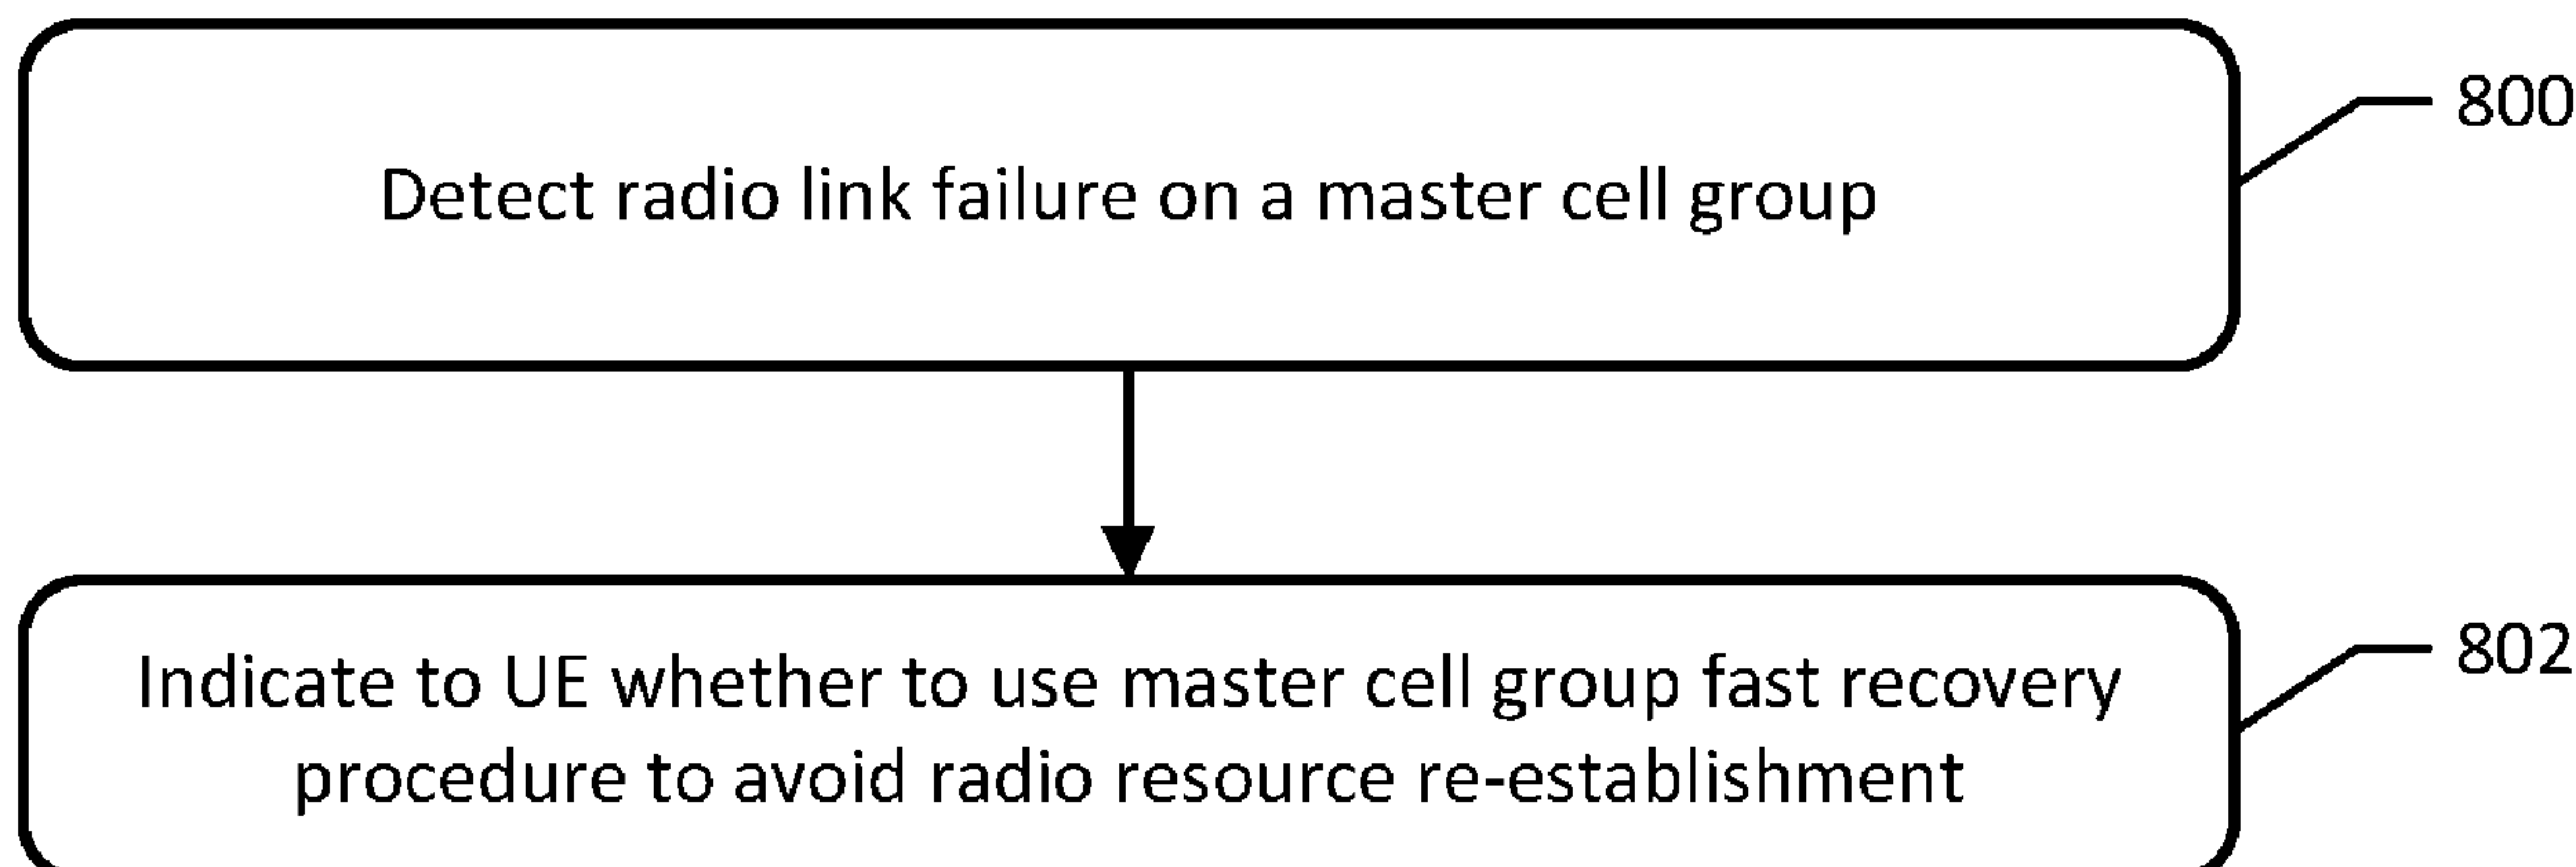 Detect radio link failure on a master cell group
800
Indicate to UE whether to use master cell group fast recovery
procedure to avoid radio resource re-establishment
802